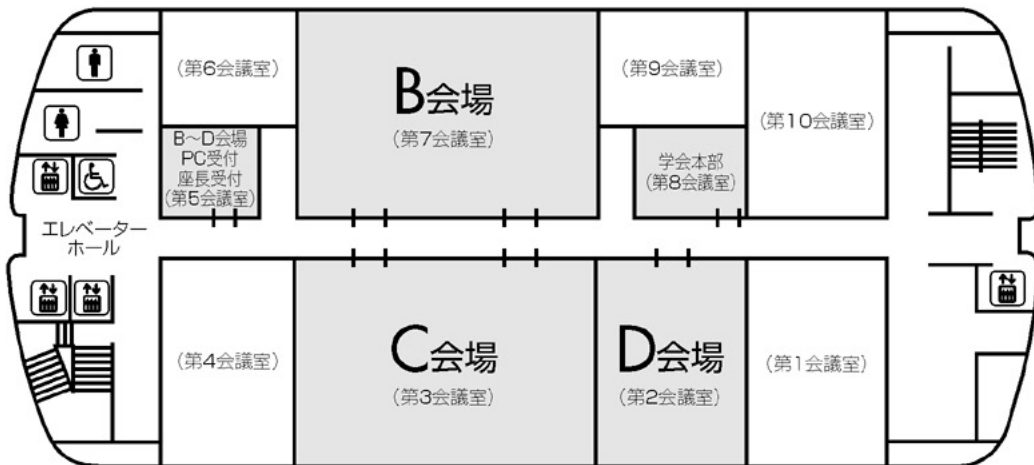 (第6会議室)
B会場
(第7会議室)
(第9会議室)
(第10会議室)
B~D会場
PC受付
座長受付
(第5会議室)
学会本部
(第8会議室)
エレベーター
ホール
(第4会議室)
C会場
(第3会議室)
D会場
(第2会議室)
(第1会議室)